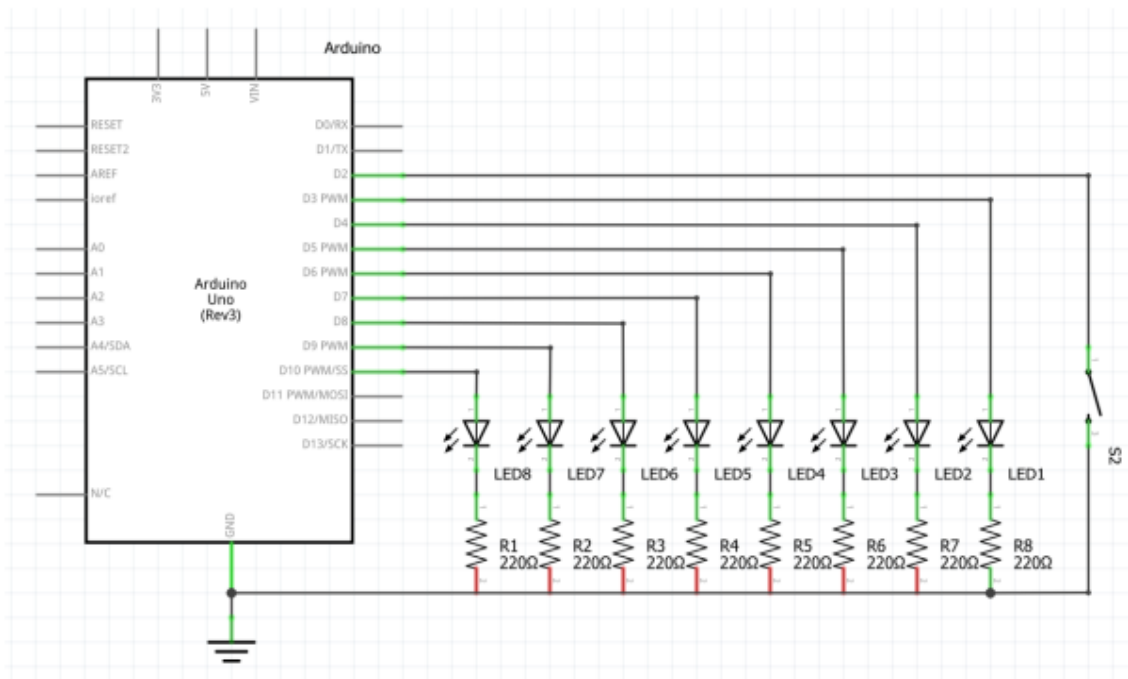 Arduino
3V3
5V
VIN
RESET
RESET2
AREF
ioref
A0
A1
A2
A3
A4/SDA
A5/SCL
N/C
Arduino
Uno
(Rev3)
GND
D0/RX
D1/TX
D2
D3 PWM
D4
D5 PWM
D6 PWM
D7
D8
D9 PWM
D10 PWM/SS
D11 PWM/MOSI
D12/MISO
D13/SCK
LED8
LED7
LED6
LED5
LED4
LED3
LED2
LED1
S2
R1
220Ω
R2
220Ω
R3
220Ω
R4
220Ω
R5
220Ω
R6
220Ω
R7
220Ω
R8
220Ω